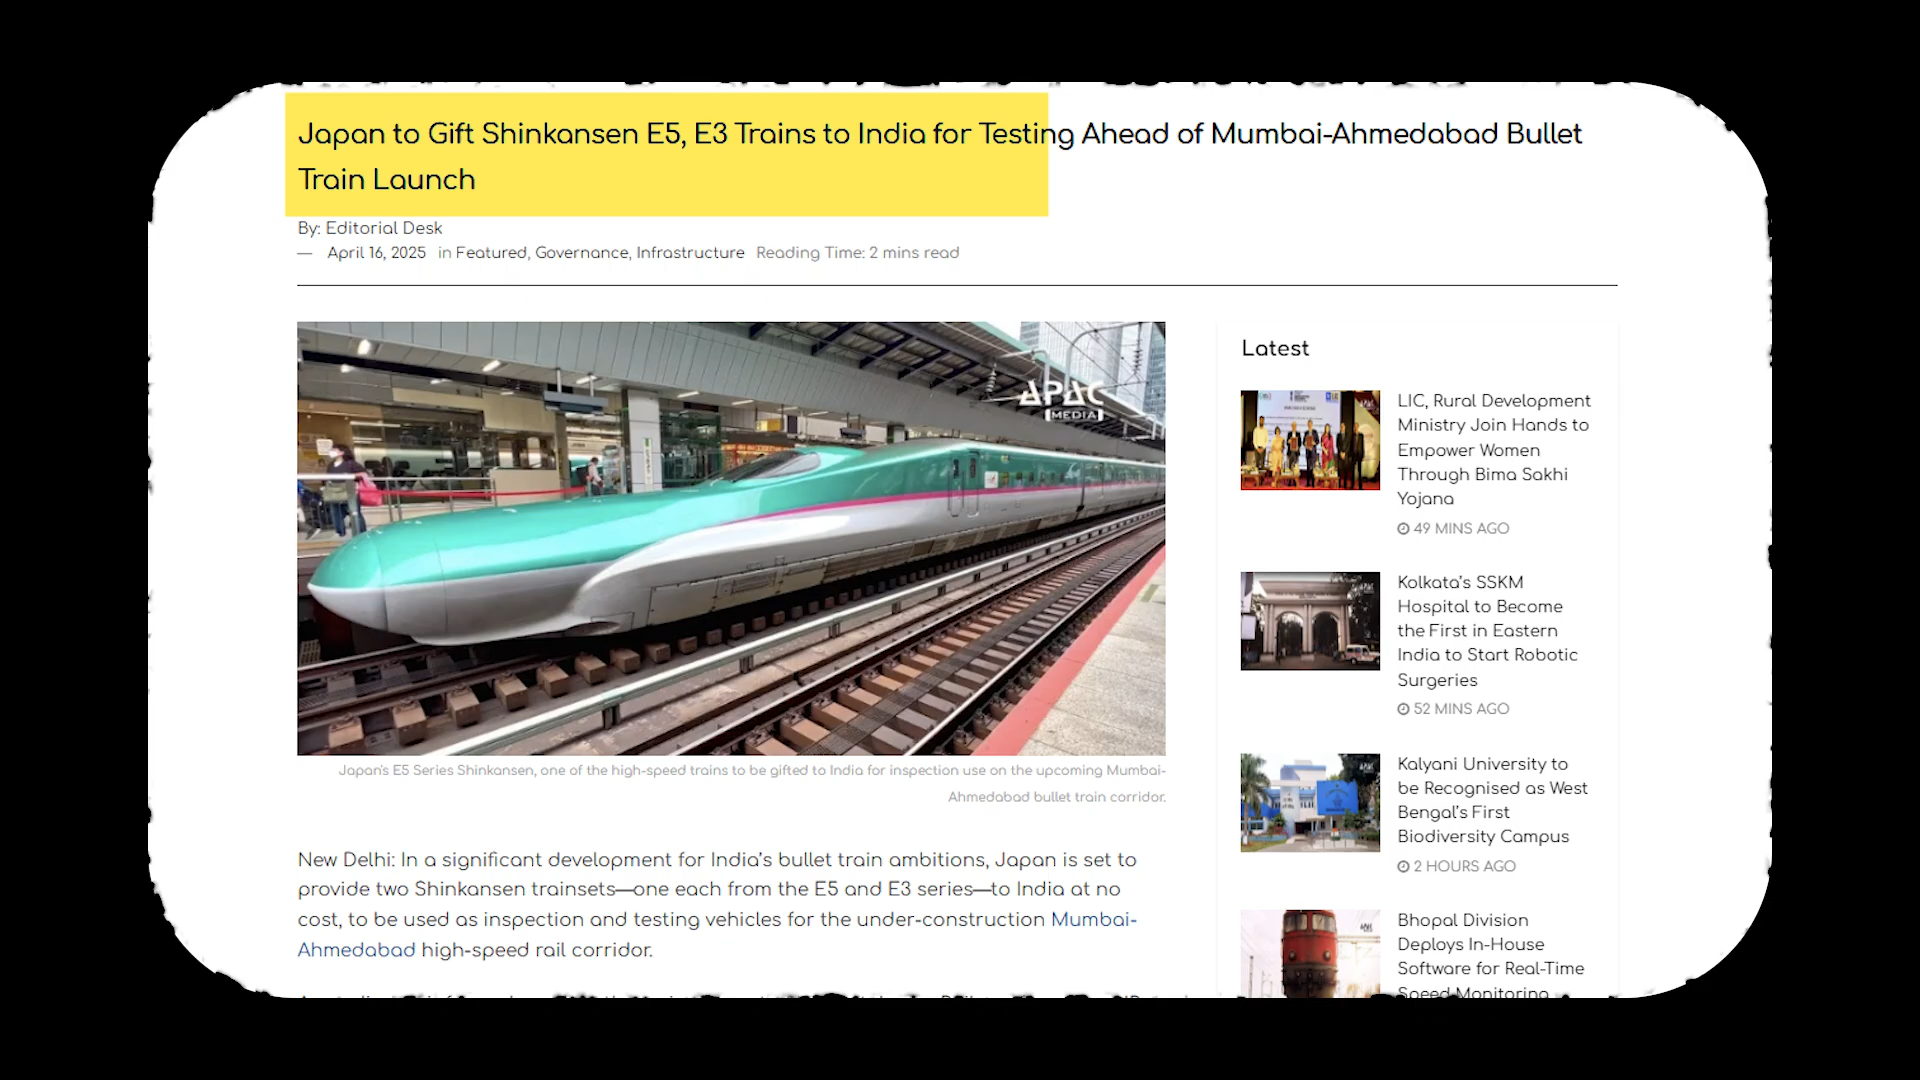 Japan to Gift Shinkansen E5, E3 Trains to India for Testing Ahead of Mumbai-Ahmedabad Bullet
Train Launch
By: Editorial Desk
— April 16, 2025 in Featured, Governance, Infrastructure Reading Time: 2 mins read
APAC
MEDIA
Japan's E5 Series Shinkansen, one of the high-speed trains to be gifted to India for inspection use on the upcoming Mumbai-
Ahmedabad bullet train corridor.
New Delhi: In a significant development for India's bullet train ambitions, Japan is set to
provide two Shinkansen trainsets—one each from the E5 and E3 series—to India at no
cost, to be used as inspection and testing vehicles for the under-construction Mumbai-
Ahmedabad high-speed rail corridor.
Latest
LIC, Rural Development
Ministry Join Hands to
Empower Women
Through Bima Sakhi
Yojana
49 MINS AGO
Kolkata's SSKM
Hospital to Become
the First in Eastern
India to Start Robotic
Surgeries
52 MINS AGO
Kalyani University to
be Recognised as West
Bengal's First
Biodiversity Campus
2 HOURS AGO
Bhopal Division
Deploys In-House
Software for Real-Time
Speed Monitoring